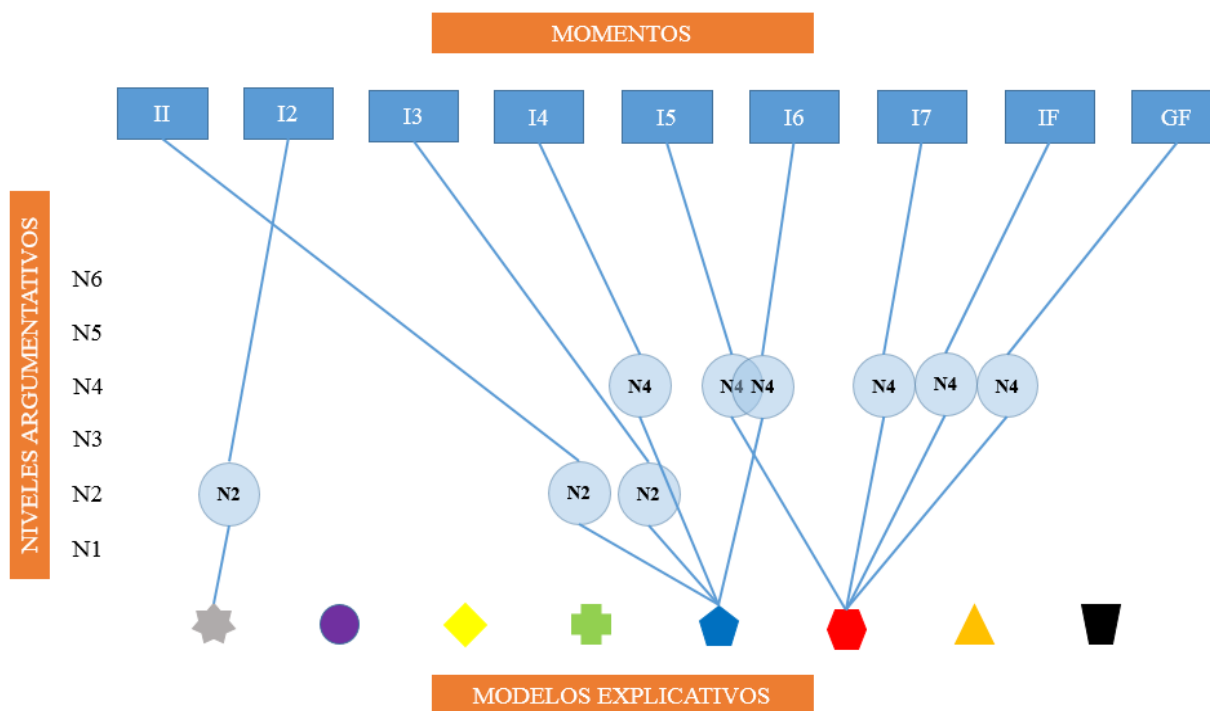 MOMENTOS
II I2 I3 I4 I5 I6 I7 IF GF
NIVELES ARGUMENTATIVOS
N6
N5
N4 N4 N4 N4 N4 N4 N4
N3
N2 N2 N2 N2
N1
MODELOS EXPLICATIVOS